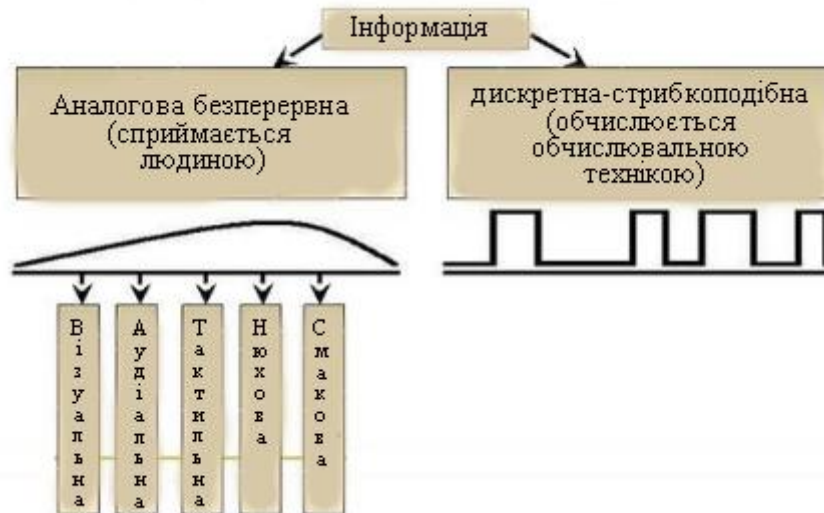 Інформація
Аналогова безперервна
(сприймається
людиною)
дискретна-стрибкоподібна
(обчислюється
обчислювальною
технікою)
Візуальна
Аудіальна
Тактильна
Нюхова
Смакова